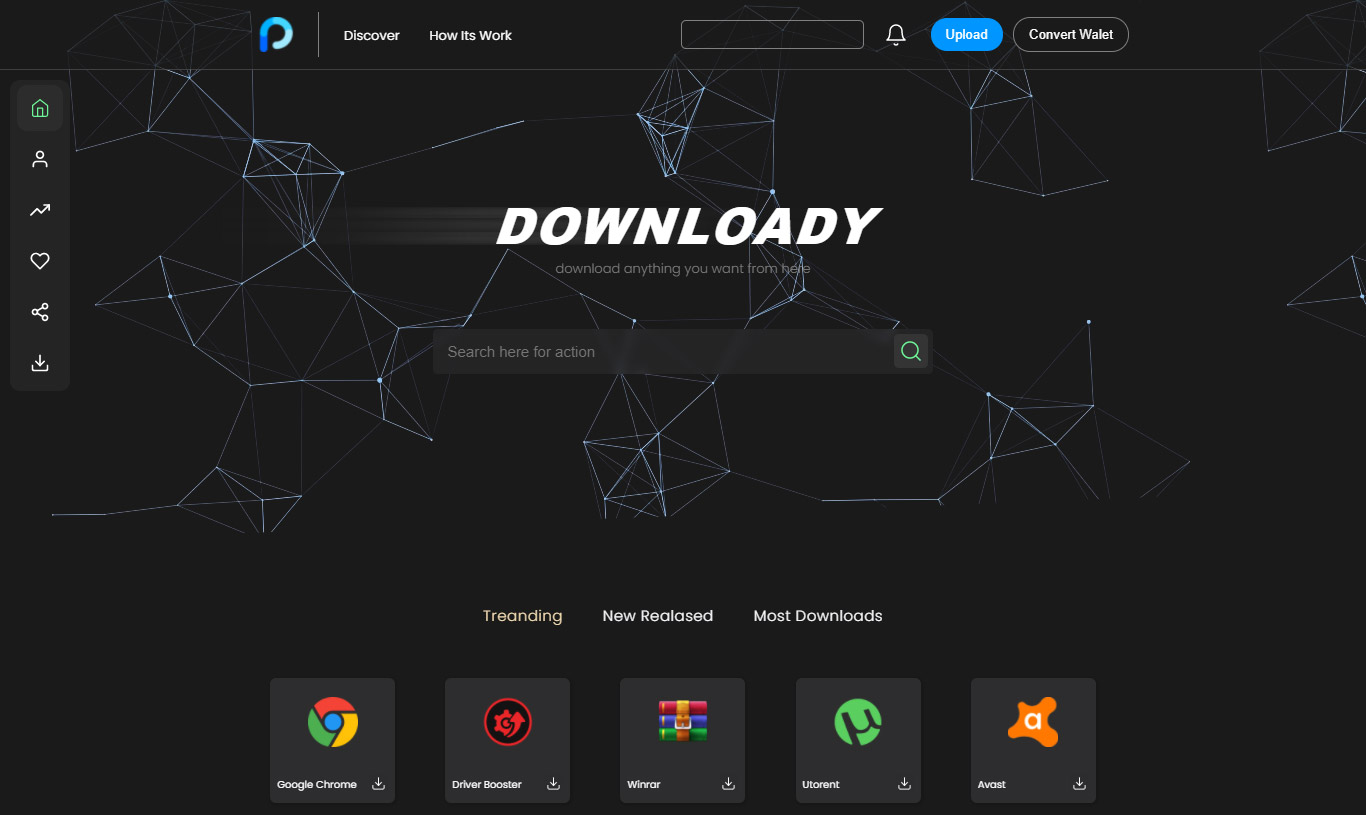 Discover How Its Work Upload Convert Walet
DOWNLOADY
download anything you want from here
Search here for action
Treanding New Realased Most Downloads
Google Chrome Driver Booster Winrar Utorent Avast